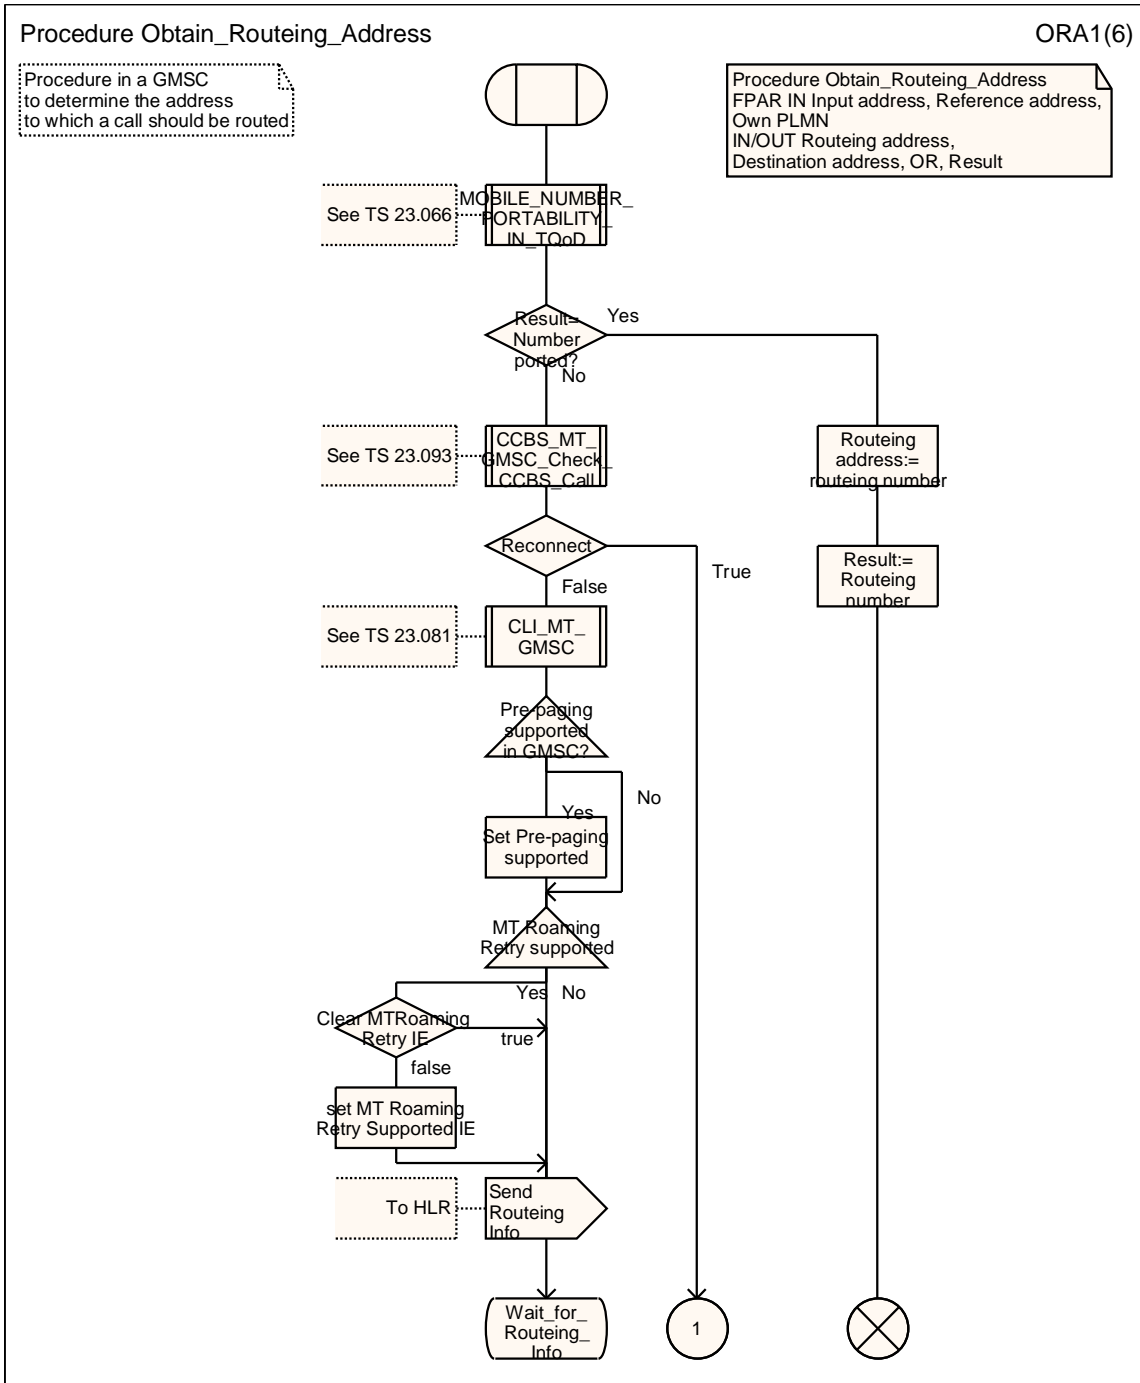 Procedure Obtain_Routeing_Address
ORA1(6)
Procedure in a GMSC
to determine the address
to which a call should be routed
Procedure Obtain_Routeing_Address
FPAR IN Input address, Reference address,
Own PLMN
IN/OUT Routeing address,
Destination address, OR, Result
See TS 23.066
MOBILE_NUMBER_
PORTABILITY_
IN_TQoD
Result=
Number
ported?
Yes
No
See TS 23.093
CCBS_MT_
GMSC_Check_
CCBS_Call
Routeing
address:=
routeing number
Reconnect
True
False
Result:=
Routeing
number
See TS 23.081
CLI_MT_
GMSC
Pre-paging
supported
in GMSC?
No
Yes
Set Pre-paging
supported
MT Roaming
Retry supported
Yes
No
Clear MTRoaming
Retry IE
true
false
set MT Roaming
Retry Supported IE
To HLR
Send
Routeing
Info
Wait_for_
Routeing_
Info
1